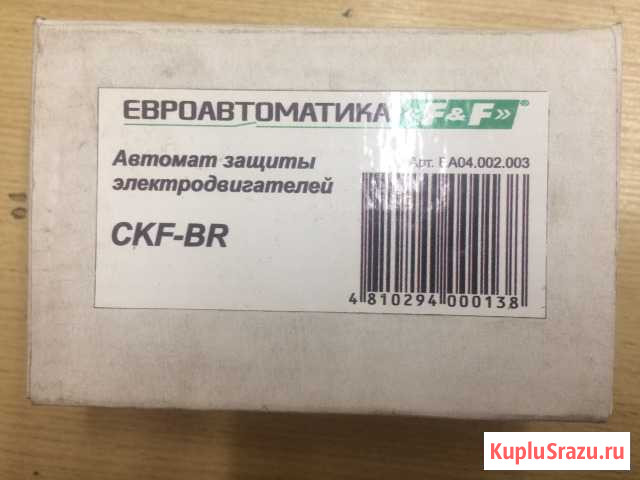 ЕВРОАВТОМАТИКА «F&F»®
Автомат защиты
электродвигателей
Арт. EA04.002.003
CKF-BR
4 810294 000138
KupluSrazu.ru